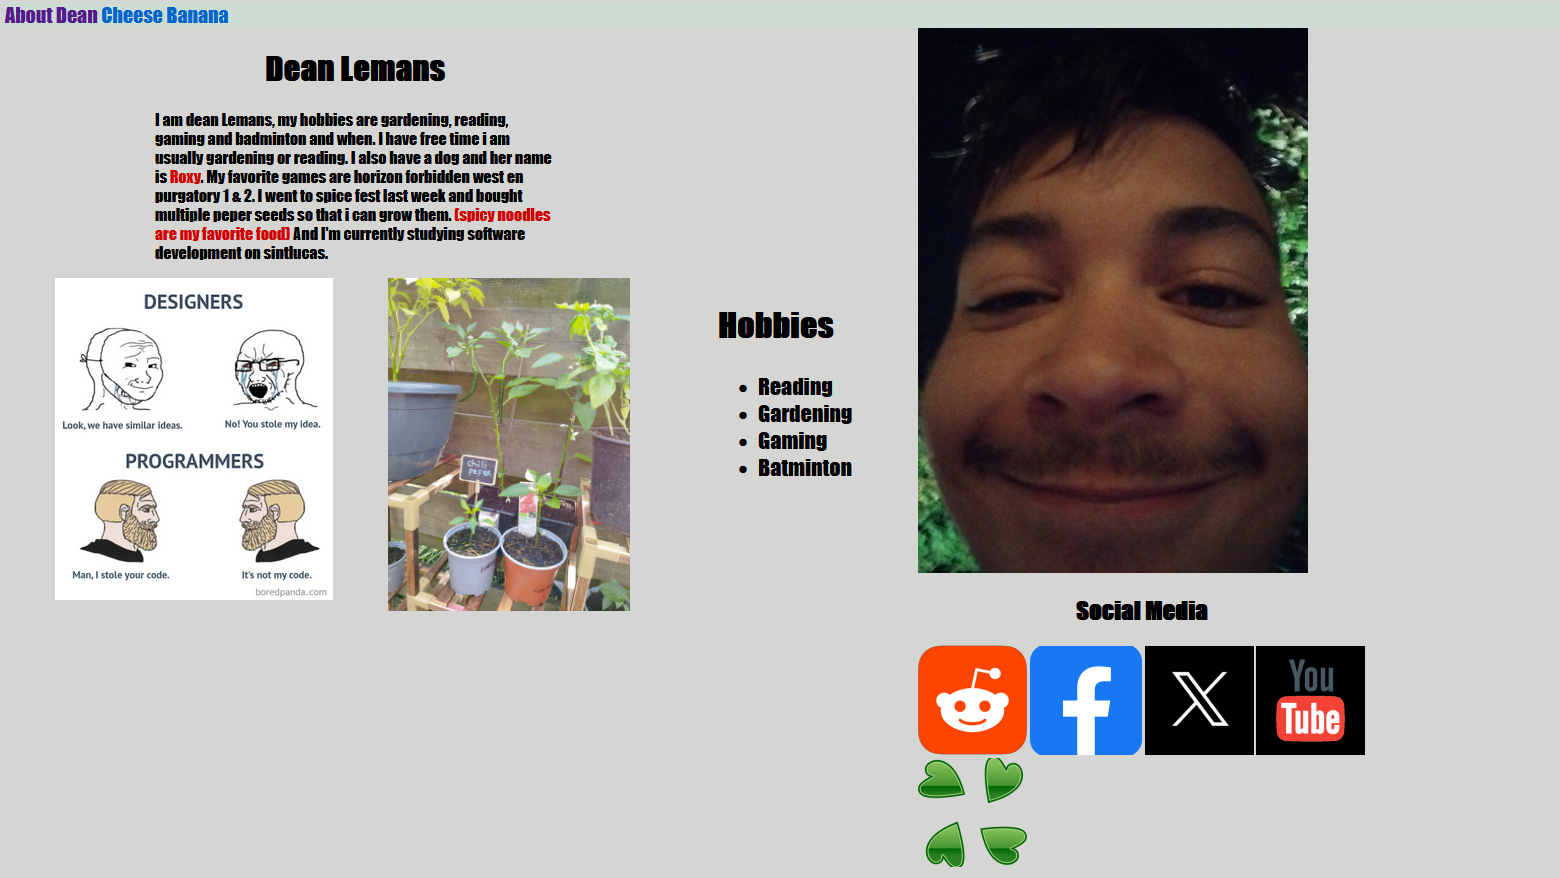 About Dean Cheese Banana
Dean Lemans
I am dean Lemans, my hobbies are gardening, reading,
gaming and badminton and when. I have free time i am
usually gardening or reading. I also have a dog and her name
is Roxy. My favorite games are horizon forbidden west en
purgatory 1 & 2. I went to spice fest last week and bought
multiple peper seeds so that i can grow them. (spicy noodles
are my favorite food) And I'm currently studying software
development on sintlucas.
DESIGNERS
Look, we have similar ideas.
No! You stole my idea.
PROGRAMMERS
Man, I stole your code.
It's not my code.
boredpanda.com
chili
peper
Hobbies
Reading
Gardening
Gaming
Batminton
Social Media
You
Tube